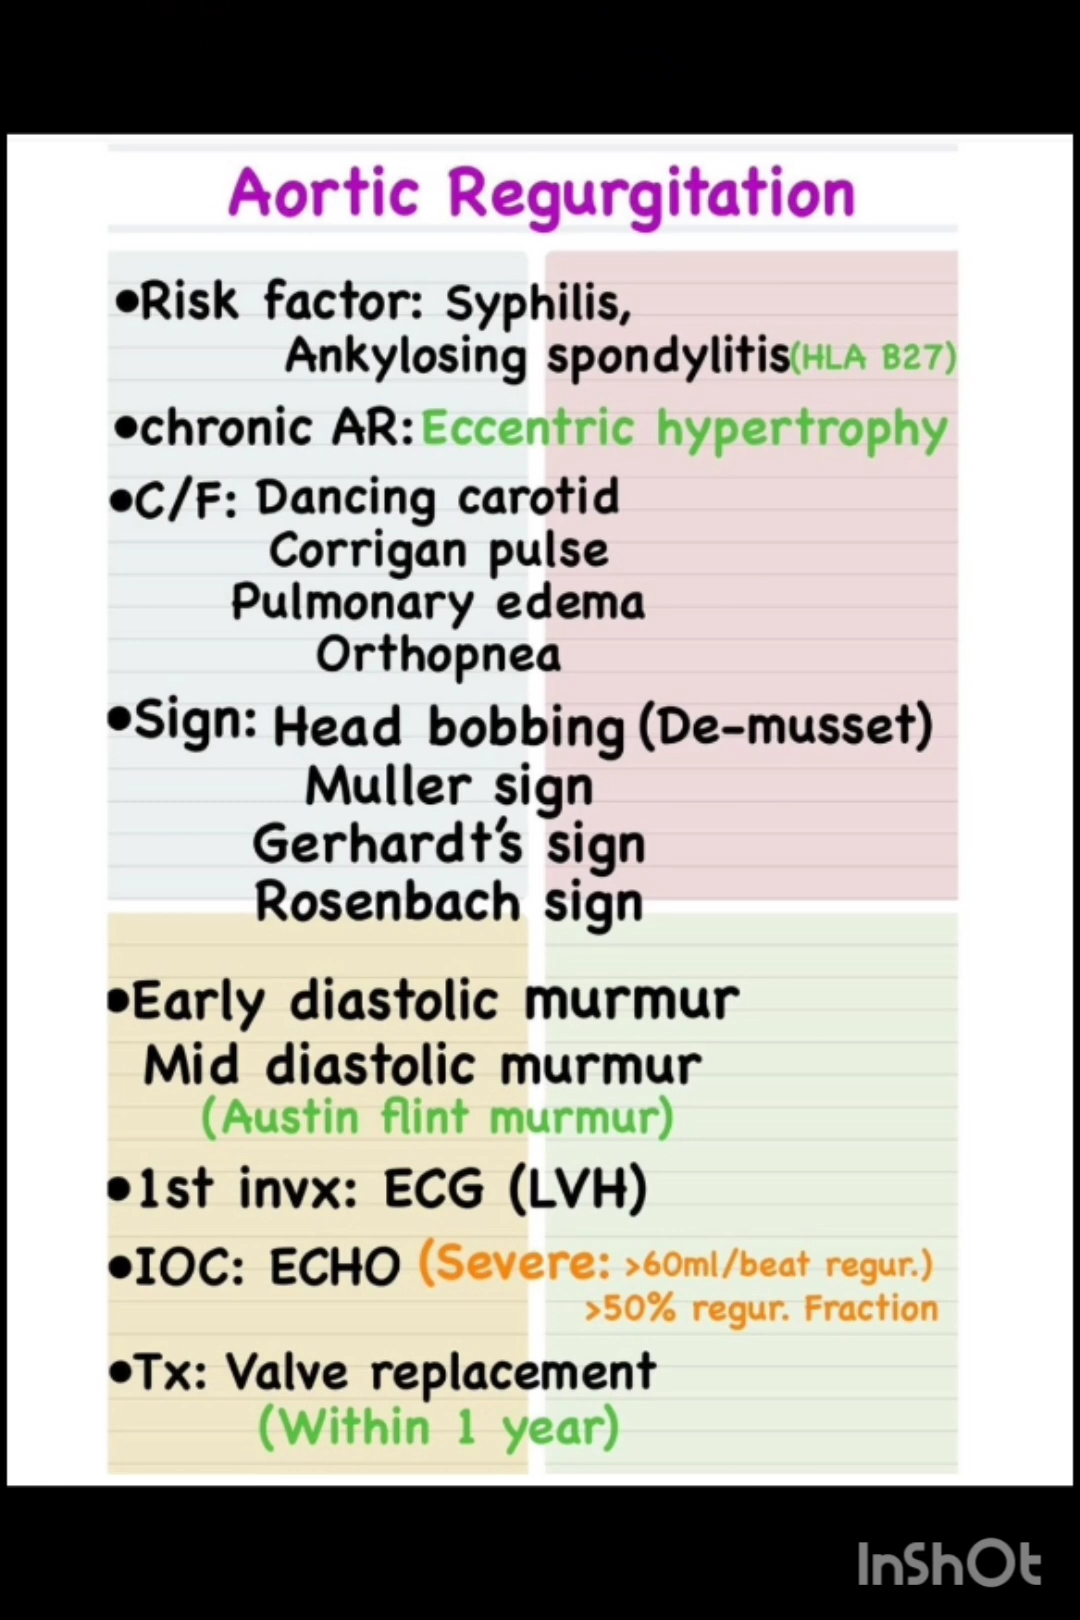 Aortic Regurgitation
•Risk factor: Syphilis,
Ankylosing spondylitis(HLA B27)
•chronic AR: Eccentric hypertrophy
•C/F: Dancing carotid
Corrigan pulse
Pulmonary edema
Orthopnea
•Sign: Head bobbing (De-musset)
Muller sign
Gerhardt's sign
Rosenbach sign
•Early diastolic murmur
Mid diastolic murmur
(Austin flint murmur)
•1st invx: ECG (LVH)
•IOC: ECHO (Severe: >60ml/beat regur.)
>50% regur. Fraction
•Tx: Valve replacement
(Within 1 year)
InShOt